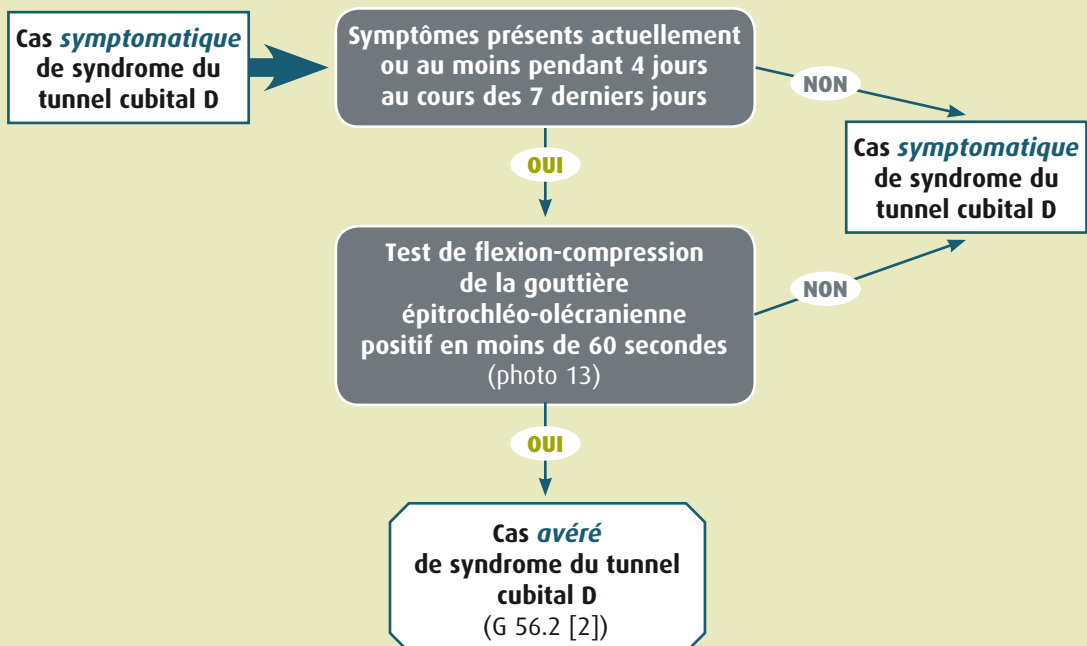 Cas symptomatique
de syndrome du
tunnel cubital D
Symptômes présents actuellement
ou au moins pendant 4 jours
au cours des 7 derniers jours
NON
Cas symptomatique
de syndrome du
tunnel cubital D
OUI
Test de flexion-compression
de la gouttière
épitrochléo-olécranienne
positif en moins de 60 secondes
(photo 13)
NON
OUI
Cas avéré
de syndrome du tunnel
cubital D
(G 56.2 [2])